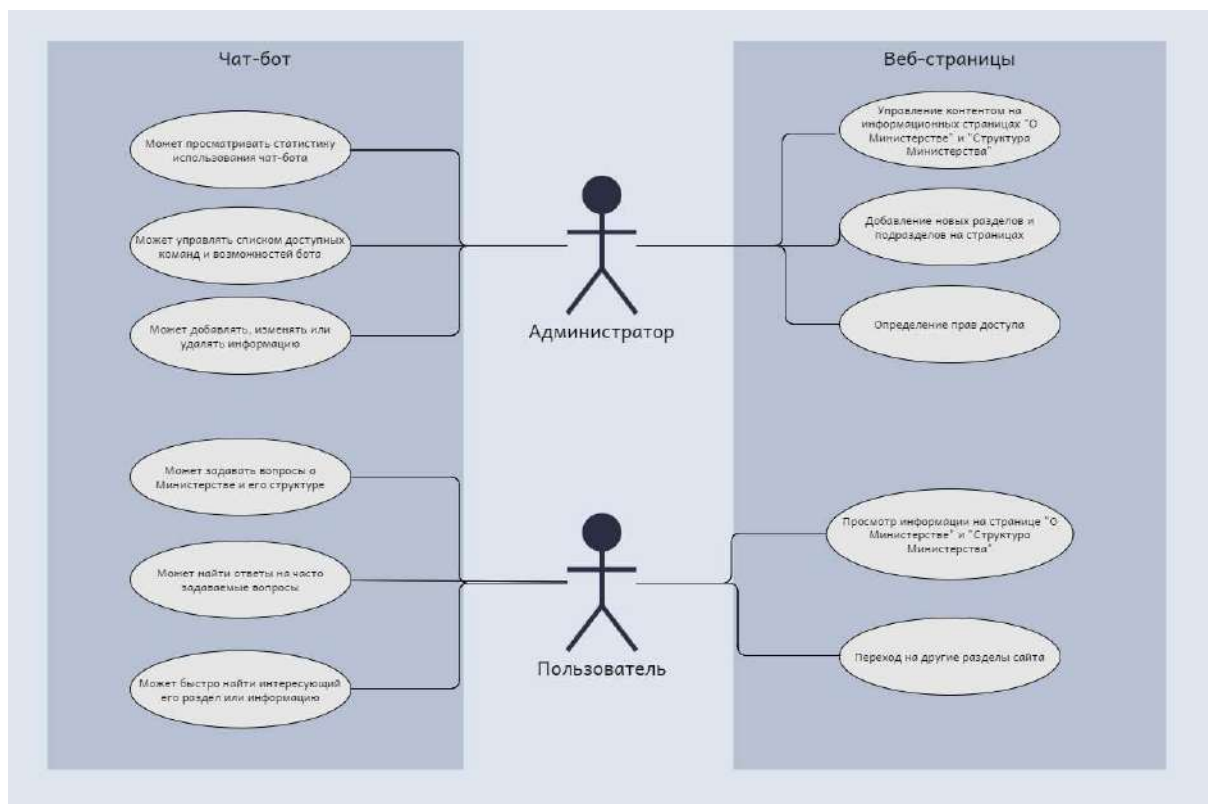 Чат-бот
Может просматривать статистику
использования чат-бота
Может управлять списком доступных
команд и возможностей бота
Может добавлять, изменять или
удалять информацию
Может задавать вопросы о
Министерстве и его структуре
Может найти ответы на часто
задаваемые вопросы
Может быстро найти интересующий
его раздел или информацию
Администратор
Пользователь
Веб-страницы
Управление контентом на
информационных страницах "О
Министерстве" и "Структура
Министерства"
Добавление новых разделов и
подразделов на страницах
Определение прав доступа
Просмотр информации на странице "О
Министерстве" и "Структура
Министерства"
Переход на другие разделы сайта